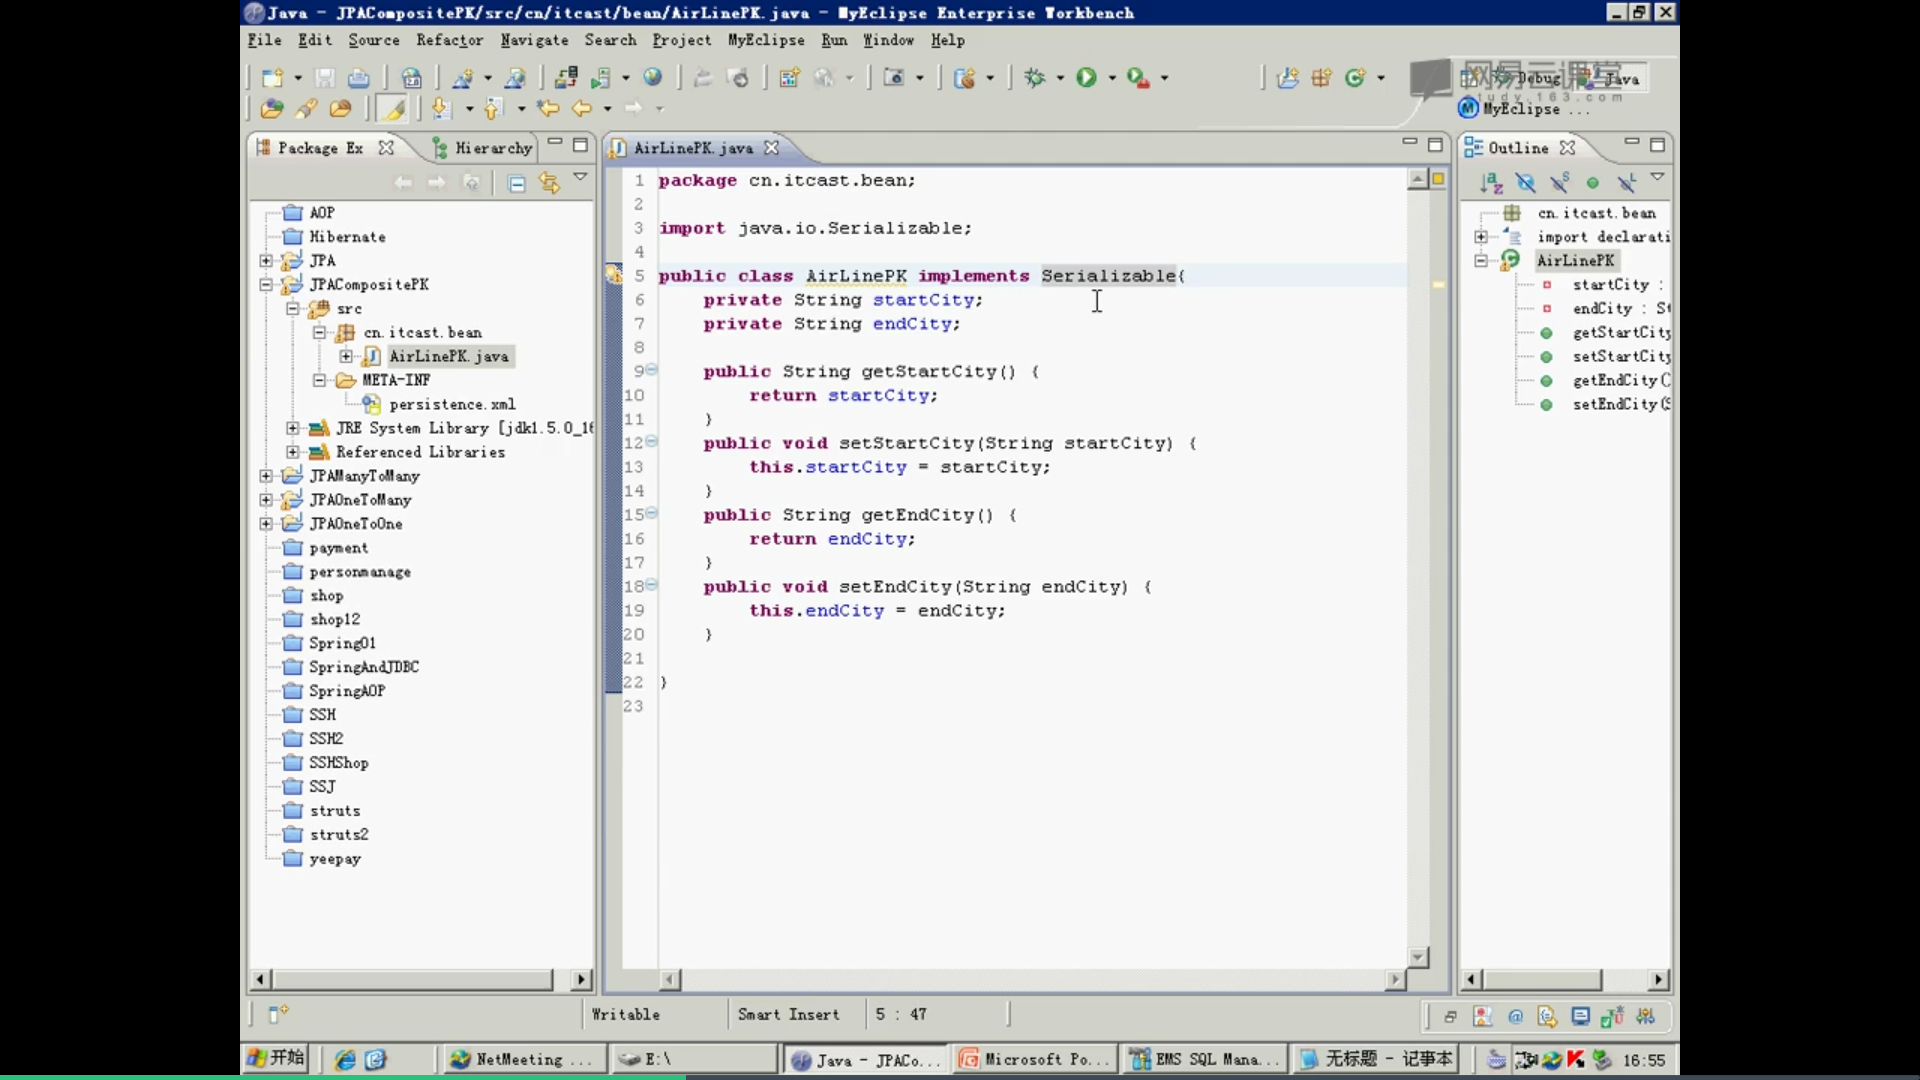 Java - JPACompositePK/src/cn/itcast/bean/AirLinePK.java - MyEclipse Enterprise Workbench
File Edit Source Refactor Navigate Search Project MyEclipse Run Window Help
网易云课堂
study.163.com
Debug Java
MyEclipse ...
Package Ex Hierarchy
AOP
Hibernate
JPA
JPACompositePK
src
cn.itcast.bean
AirLinePK.java
META-INF
persistence.xml
JRE System Library [jdk1.5.0_16
Referenced Libraries
JPAManyToMany
JPAOneToMany
JPAOneToOne
payment
personmanage
shop
shop12
Spring01
SpringAndJDBC
SpringAOP
SSH
SSH2
SSHShop
SSJ
struts
struts2
yeepay
AirLinePK.java
1 package cn.itcast.bean;
2
3 import java.io.Serializable;
4
5 public class AirLinePK implements Serializable{
6 private String startCity;
7 private String endCity;
8
9 public String getStartCity() {
10 return startCity;
11 }
12 public void setStartCity(String startCity) {
13 this.startCity = startCity;
14 }
15 public String getEndCity() {
16 return endCity;
17 }
18 public void setEndCity(String endCity) {
19 this.endCity = endCity;
20 }
21
22 }
23
Outline
cn.itcast.bean
import declarati
AirLinePK
startCity :
endCity : St
getStartCity
setStartCity
getEndCity(
setEndCity(S
Writable Smart Insert 5 : 47
开始 NetMeeting ... E:\ Java - JPACo... Microsoft Po... EMS SQL Mana... 无标题 - 记事本 16:55